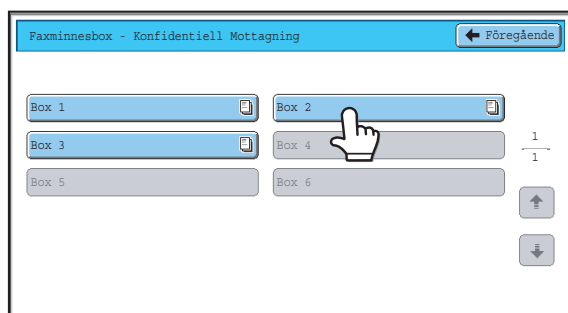 Faxminnesbox - Konfidentiell Mottagning
Föregående
Box 1
Box 2
Box 3
Box 4
Box 5
Box 6
1
1